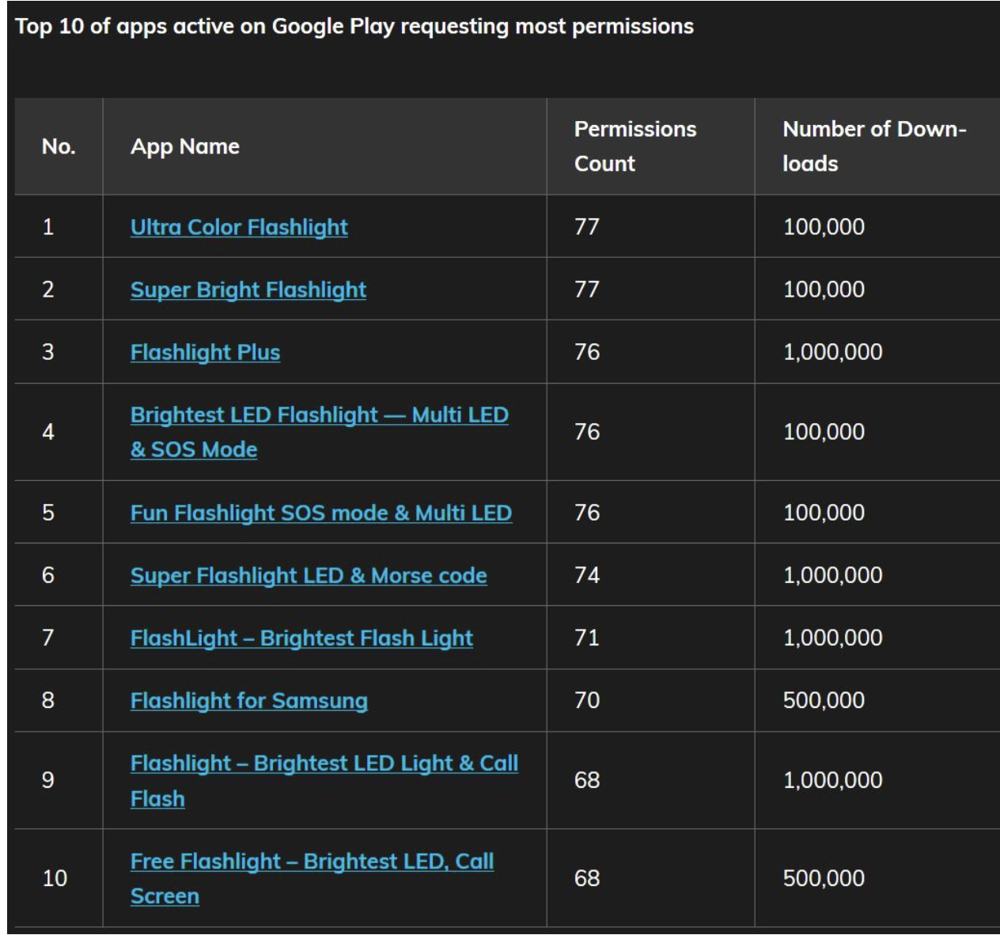 Top 10 of apps active on Google Play requesting most permissions
No. App Name Permissions Count Number of Down-
loads
1 Ultra Color Flashlight 77 100,000
2 Super Bright Flashlight 77 100,000
3 Flashlight Plus 76 1,000,000
4 Brightest LED Flashlight — Multi LED
& SOS Mode 76 100,000
5 Fun Flashlight SOS mode & Multi LED 76 100,000
6 Super Flashlight LED & Morse code 74 1,000,000
7 FlashLight – Brightest Flash Light 71 1,000,000
8 Flashlight for Samsung 70 500,000
9 Flashlight – Brightest LED Light & Call
Flash 68 1,000,000
10 Free Flashlight – Brightest LED, Call
Screen 68 500,000